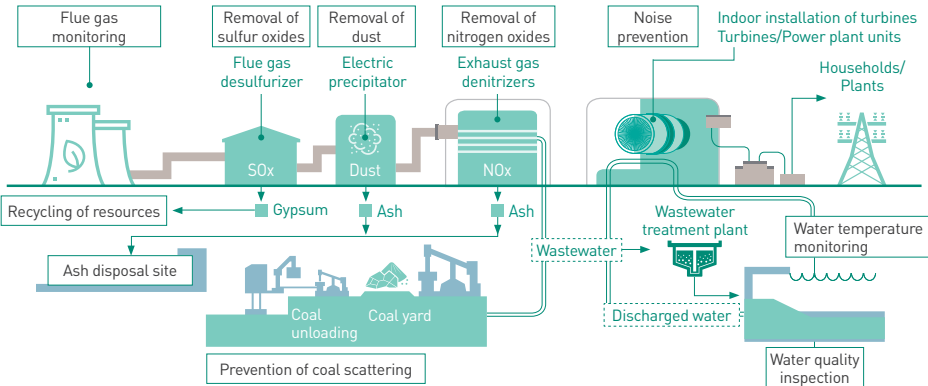 Flue gas
monitoring
Removal of
sulfur oxides
Removal of
dust
Removal of
nitrogen oxides
Noise
prevention
Indoor installation of turbines
Turbines/Power plant units
Flue gas
desulfurizer
Electric
precipitator
Exhaust gas
denitrizers
Households/
Plants
SOx
Dust
NOx
Recycling of resources
Gypsum
Ash
Ash
Wastewater
treatment plant
Water temperature
monitoring
Wastewater
Ash disposal site
Coal
unloading
Coal yard
Discharged water
Prevention of coal scattering
Water quality
inspection